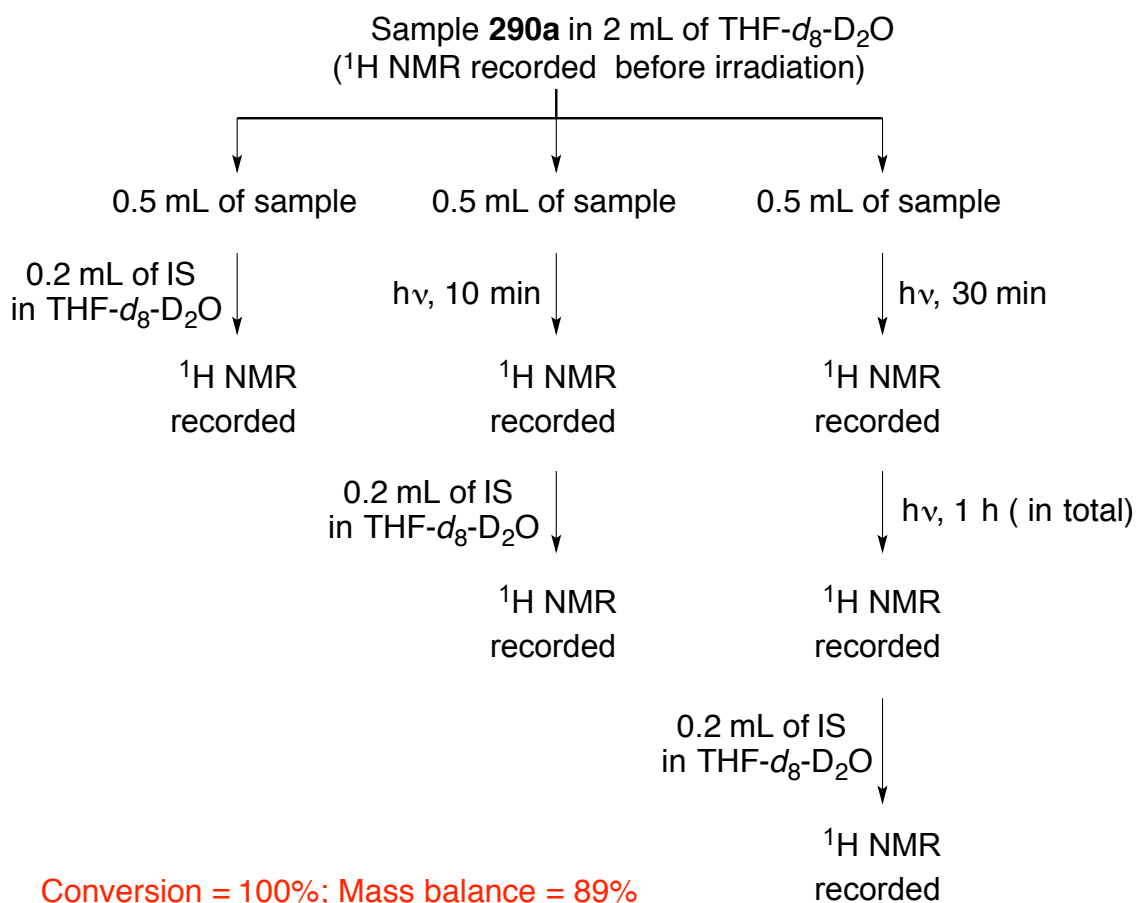 Sample 290a in 2 mL of THF-d8-D2O
(1H NMR recorded before irradiation)
0.5 mL of sample
0.5 mL of sample
0.5 mL of sample
0.2 mL of IS
in THF-d8-D2O
hν, 10 min
hν, 30 min
1H NMR
recorded
1H NMR
recorded
1H NMR
recorded
0.2 mL of IS
in THF-d8-D2O
hν, 1 h ( in total)
1H NMR
recorded
1H NMR
recorded
0.2 mL of IS
in THF-d8-D2O
1H NMR
recorded
Conversion = 100%; Mass balance = 89%